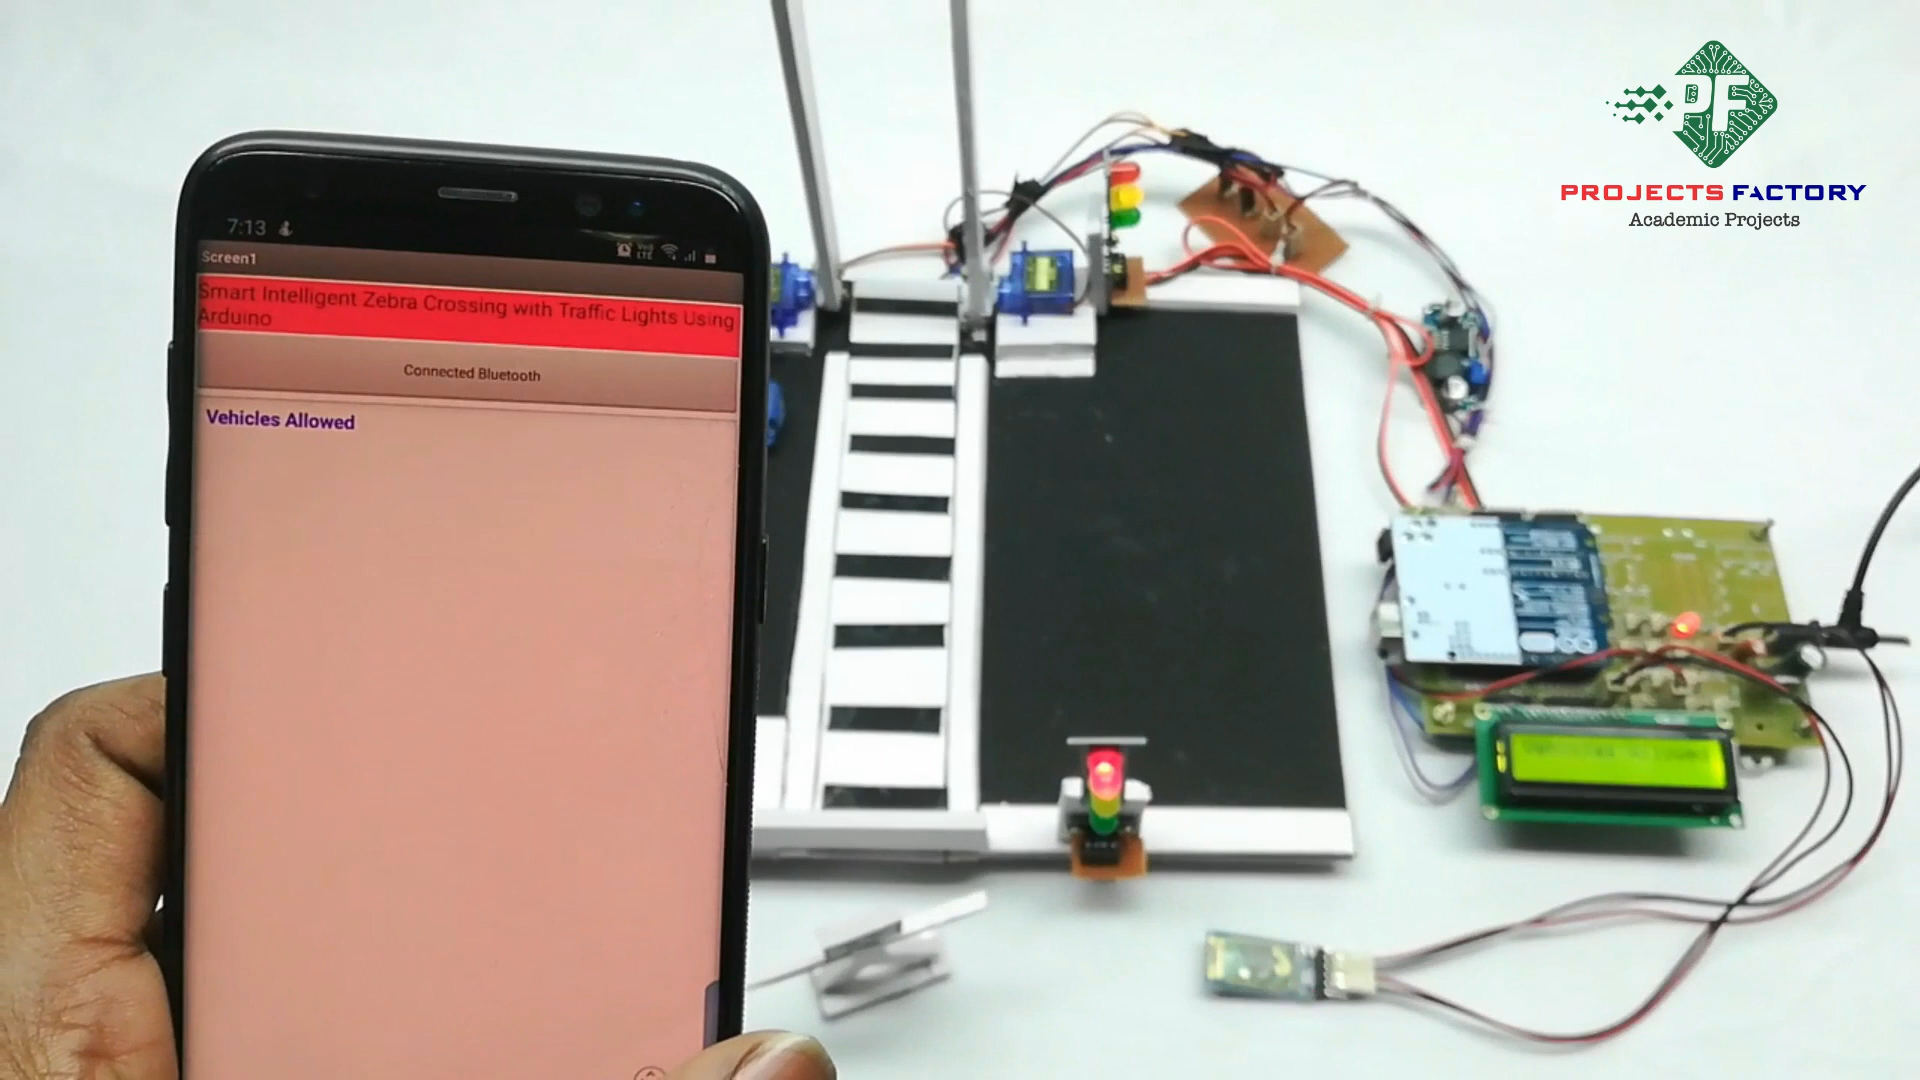 PF
PROJECTS FACTORY
Academic Projects
7:13
Screen1
Smart Intelligent Zebra Crossing with Traffic Lights Using
Arduino
Connected Bluetooth
Vehicles Allowed